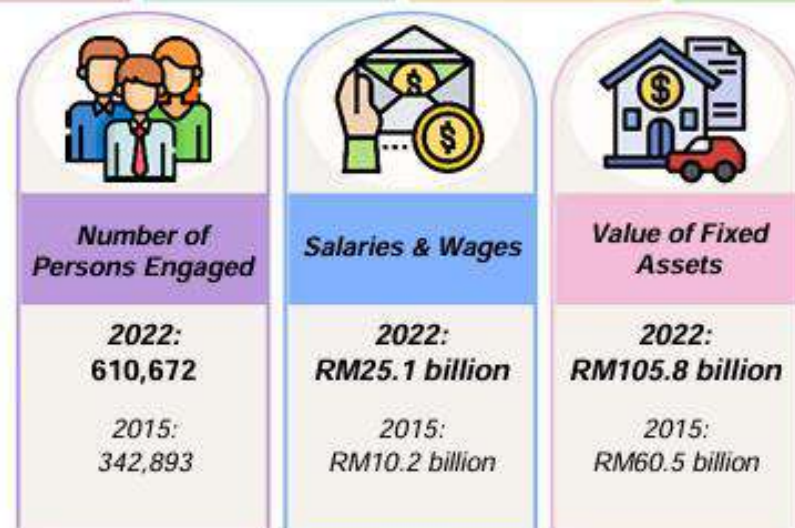 Number of
Persons Engaged
2022:
610,672
2015:
342,893
Salaries & Wages
2022:
RM25.1 billion
2015:
RM10.2 billion
Value of Fixed
Assets
2022:
RM105.8 billion
2015:
RM60.5 billion